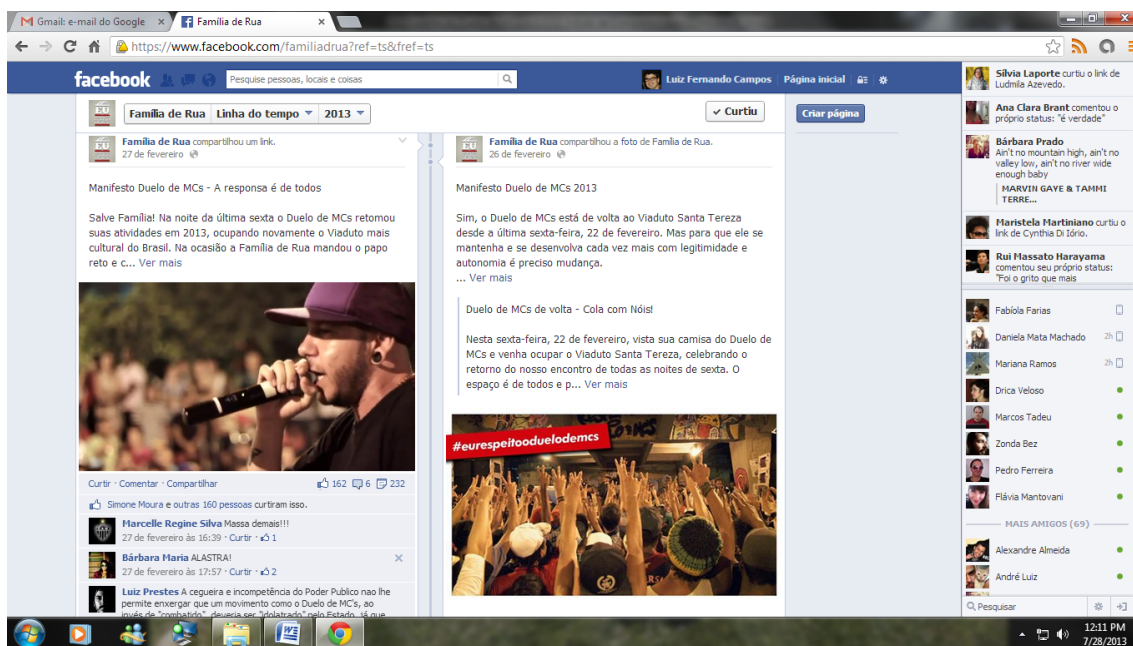 Gmail: e-mail do Google
Família de Rua
https://www.facebook.com/familiadrua?ref=ts&fref=ts
facebook
Pesquise pessoas, locais e coisas
Luiz Fernando Campos
Página inicial
EU
Família de Rua
Linha do tempo
2013
Curtiu
Criar página
Família de Rua compartilhou um link.
27 de fevereiro
Manifesto Duelo de MCs - A responsa é de todos
Salve Família! Na noite da última sexta o Duelo de MCs retomou
suas atividades em 2013, ocupando novamente o Viaduto mais
cultural do Brasil. Na ocasião a Família de Rua mandou o papo
reto e c... Ver mais
Curtir · Comentar · Compartilhar
162 6 232
Simone Moura e outras 160 pessoas curtiram isso.
Marcelle Regine Silva Massa demais!!!
27 de fevereiro às 16:39 · Curtir · 1
Bárbara Maria ALASTRA!
27 de fevereiro às 17:57 · Curtir · 2
Luiz Prestes A cegueira e incompetência do Poder Publico nao lhe
permite enxergar que um movimento como o Duelo de MC's, ao
invés de "combatido", deveria ser "idolatrado" pelo Estado, já que
Família de Rua compartilhou a foto de Família de Rua.
26 de fevereiro
Manifesto Duelo de MCs 2013
Sim, o Duelo de MCs está de volta ao Viaduto Santa Tereza
desde a última sexta-feira, 22 de fevereiro. Mas para que ele se
mantenha e se desenvolva cada vez mais com legitimidade e
autonomia é preciso mudança.
... Ver mais
Duelo de MCs de volta - Cola com Nóis!
Nesta sexta-feira, 22 de fevereiro, vista sua camisa do Duelo de
MCs e venha ocupar o Viaduto Santa Tereza, celebrando o
retorno do nosso encontro de todas as noites de sexta. O
espaço é de todos e p... Ver mais
#eurespeitooduelodemcs
Sílvia Laporte curtiu o link de
Ludmila Azevedo.
Ana Clara Brant comentou o
próprio status: "é verdade"
Bárbara Prado
Ain't no mountain high, ain't no
valley low, ain't no river wide
enough baby
MARVIN GAYE & TAMMI
TERRE...
Maristela Martiniano curtiu o
link de Cynthia Di Iório.
Rui Massato Harayama
comentou seu próprio status:
"Foi o grito que mais
Fabíola Farias
Daniela Mata Machado 2h
Mariana Ramos 2h
Drica Veloso
Marcos Tadeu
Zonda Bez
Pedro Ferreira
Flávia Mantovani
MAIS AMIGOS (69)
Alexandre Almeida
André Luiz
Pesquisar
12:11 PM
7/28/2013